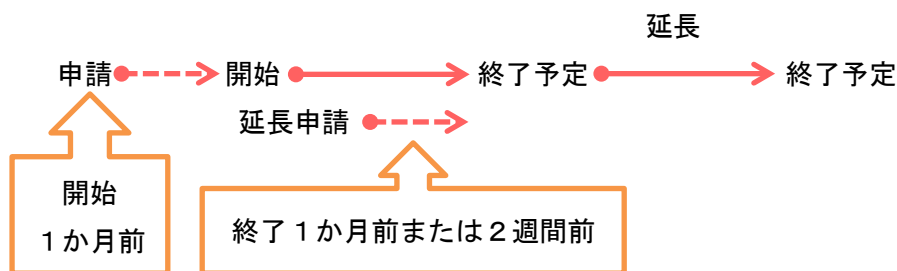 延長
申請 開始 終了予定 終了予定
延長申請
開始
１か月前
終了１か月前または２週間前